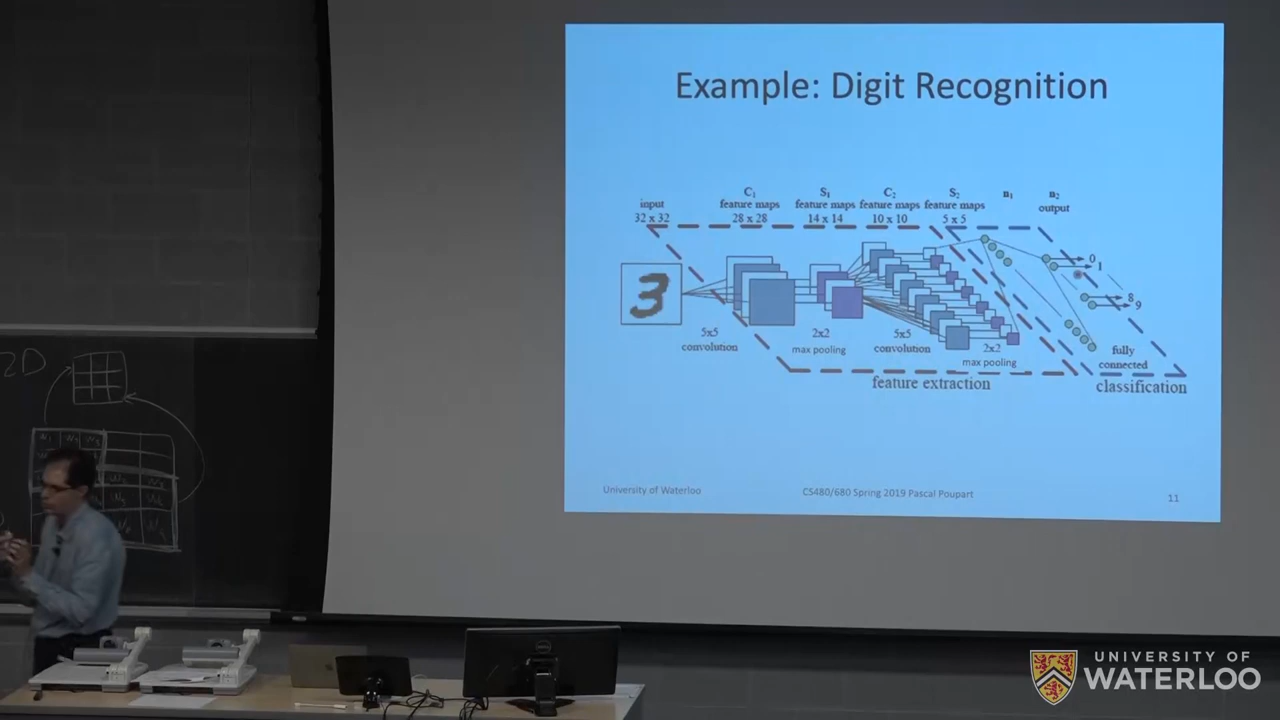 Example: Digit Recognition
input
32 x 32
C₁
feature maps
28 x 28
S₁
feature maps
14 x 14
C₂
feature maps
10 x 10
S₂
feature maps
5 x 5
n₁
n₂
output
3
0
1
8
9
5x5
convolution
2x2
max pooling
5x5
convolution
2x2
max pooling
fully
connected
feature extraction
classification
University of Waterloo
CS480/680 Spring 2019 Pascal Poupart
11
2D
UNIVERSITY OF
WATERLOO